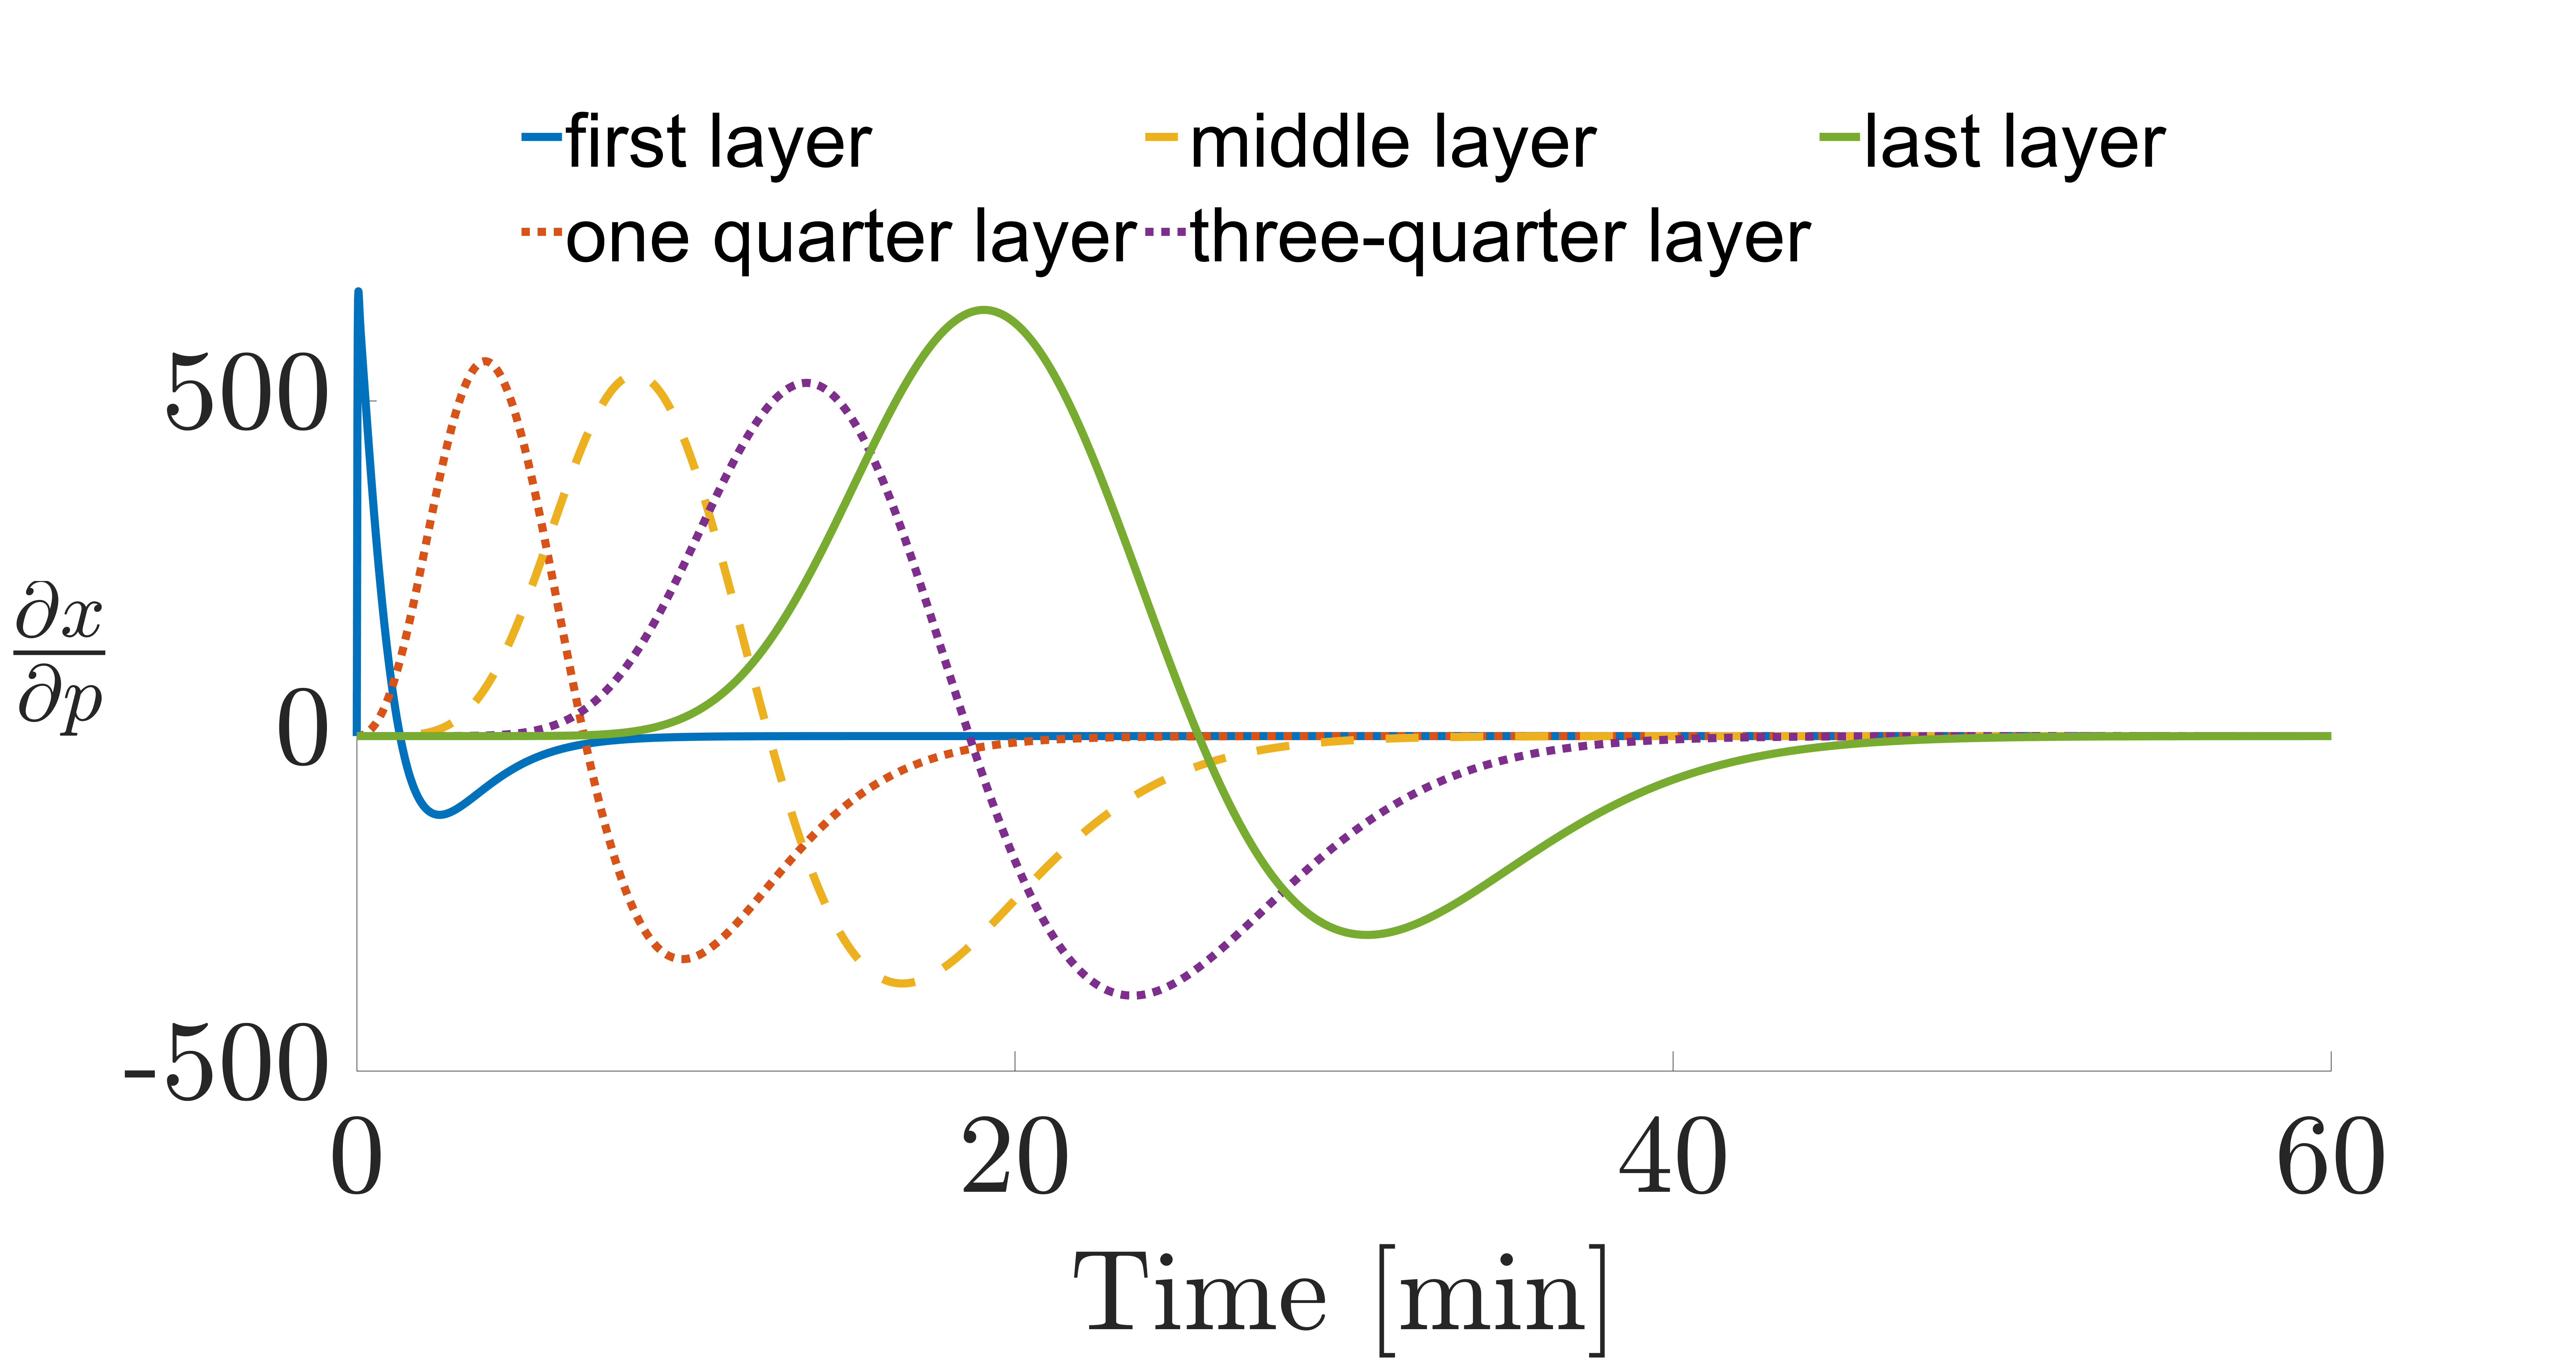 first layer middle layer last layer
one quarter layer three-quarter layer
500
0
-500
∂x
∂p
0 20 40 60
Time [min]